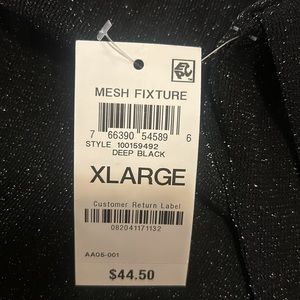 MESH FIXTURE
7 66390 54589 6
STYLE 100159492
DEEP BLACK
XLARGE
Customer Return Label
082041171132
AA05-001
$44.50